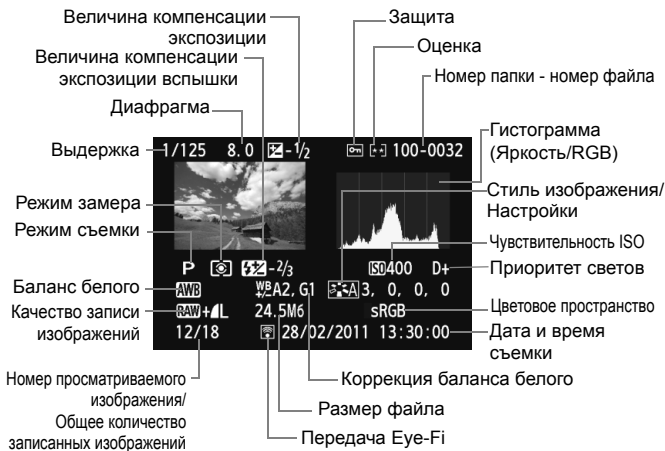 Величина компенсации
экспозиции
Величина компенсации
экспозиции вспышки
Диафрагма
Выдержка
Режим замера
Режим съемки
Баланс белого
Качество записи
изображений
Номер просматриваемого
изображения/
Общее количество
записанных изображений
Защита
Оценка
Номер папки - номер файла
Гистограмма
(Яркость/RGB)
Стиль изображения/
Настройки
Чувствительность ISO
Приоритет светов
Цветовое пространство
Дата и время
съемки
Коррекция баланса белого
Размер файла
Передача Eye-Fi
1/125 8.0 -1/2 100-0032
P -2/3 ISO 400 D+
AWB WB +/- A2, G1 A 3, 0, 0, 0
RAW+L 24.5Мб sRGB
12/18 28/02/2011 13:30:00